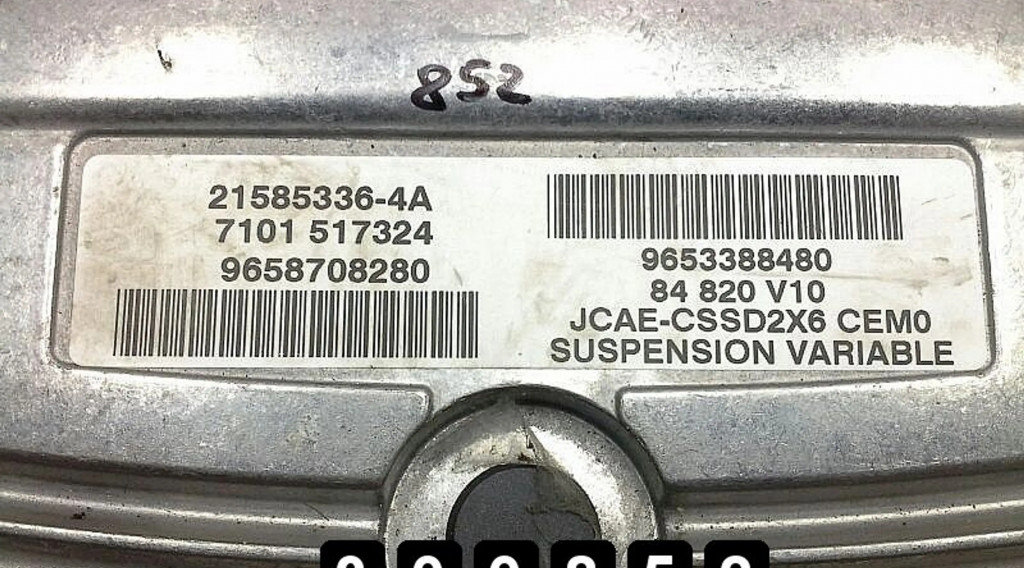 852
21585336-4A
7101 517324
9658708280
9653388480
84 820 V10
JCAE-CSSD2X6 CEM0
SUSPENSION VARIABLE